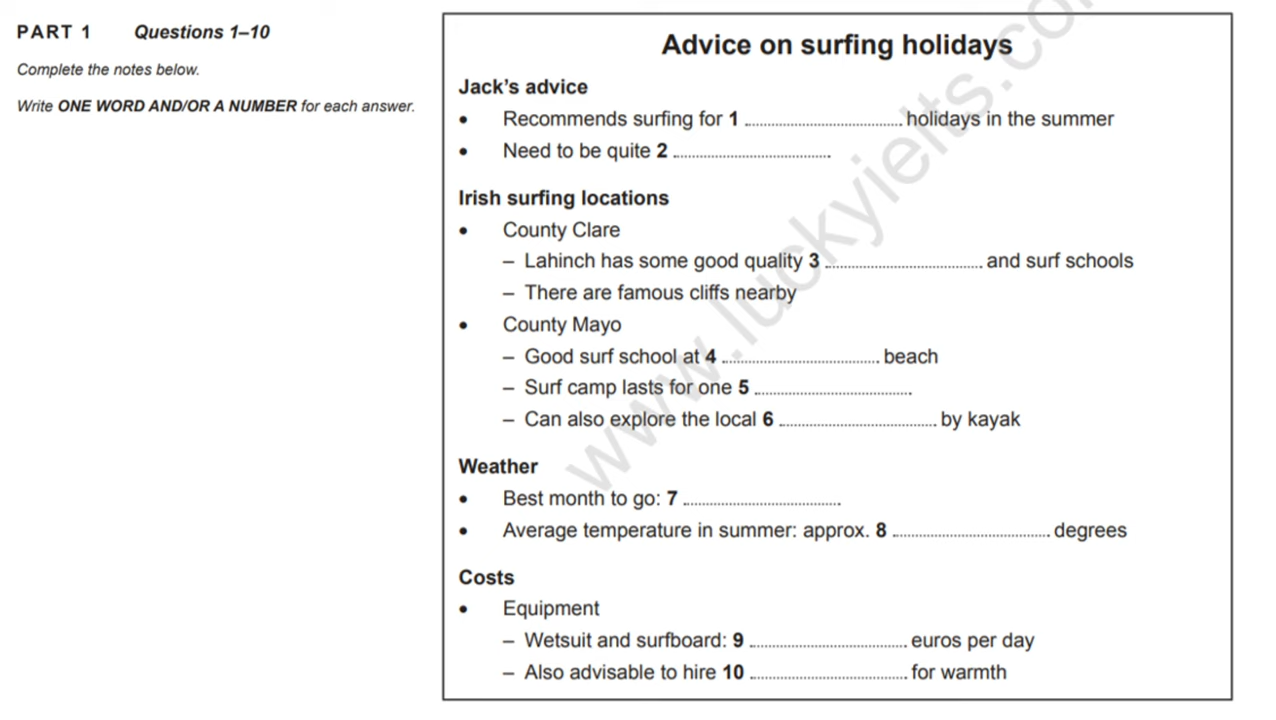 PART 1 Questions 1–10
Complete the notes below.
Write ONE WORD AND/OR A NUMBER for each answer.
Advice on surfing holidays
Jack's advice
• Recommends surfing for 1 .............................. holidays in the summer
• Need to be quite 2 ..............................
Irish surfing locations
• County Clare
– Lahinch has some good quality 3 .............................. and surf schools
– There are famous cliffs nearby
• County Mayo
– Good surf school at 4 .............................. beach
– Surf camp lasts for one 5 ..............................
– Can also explore the local 6 .............................. by kayak
Weather
• Best month to go: 7 ..............................
• Average temperature in summer: approx. 8 .............................. degrees
Costs
• Equipment
– Wetsuit and surfboard: 9 .............................. euros per day
– Also advisable to hire 10 .............................. for warmth
www.luckyielts.com